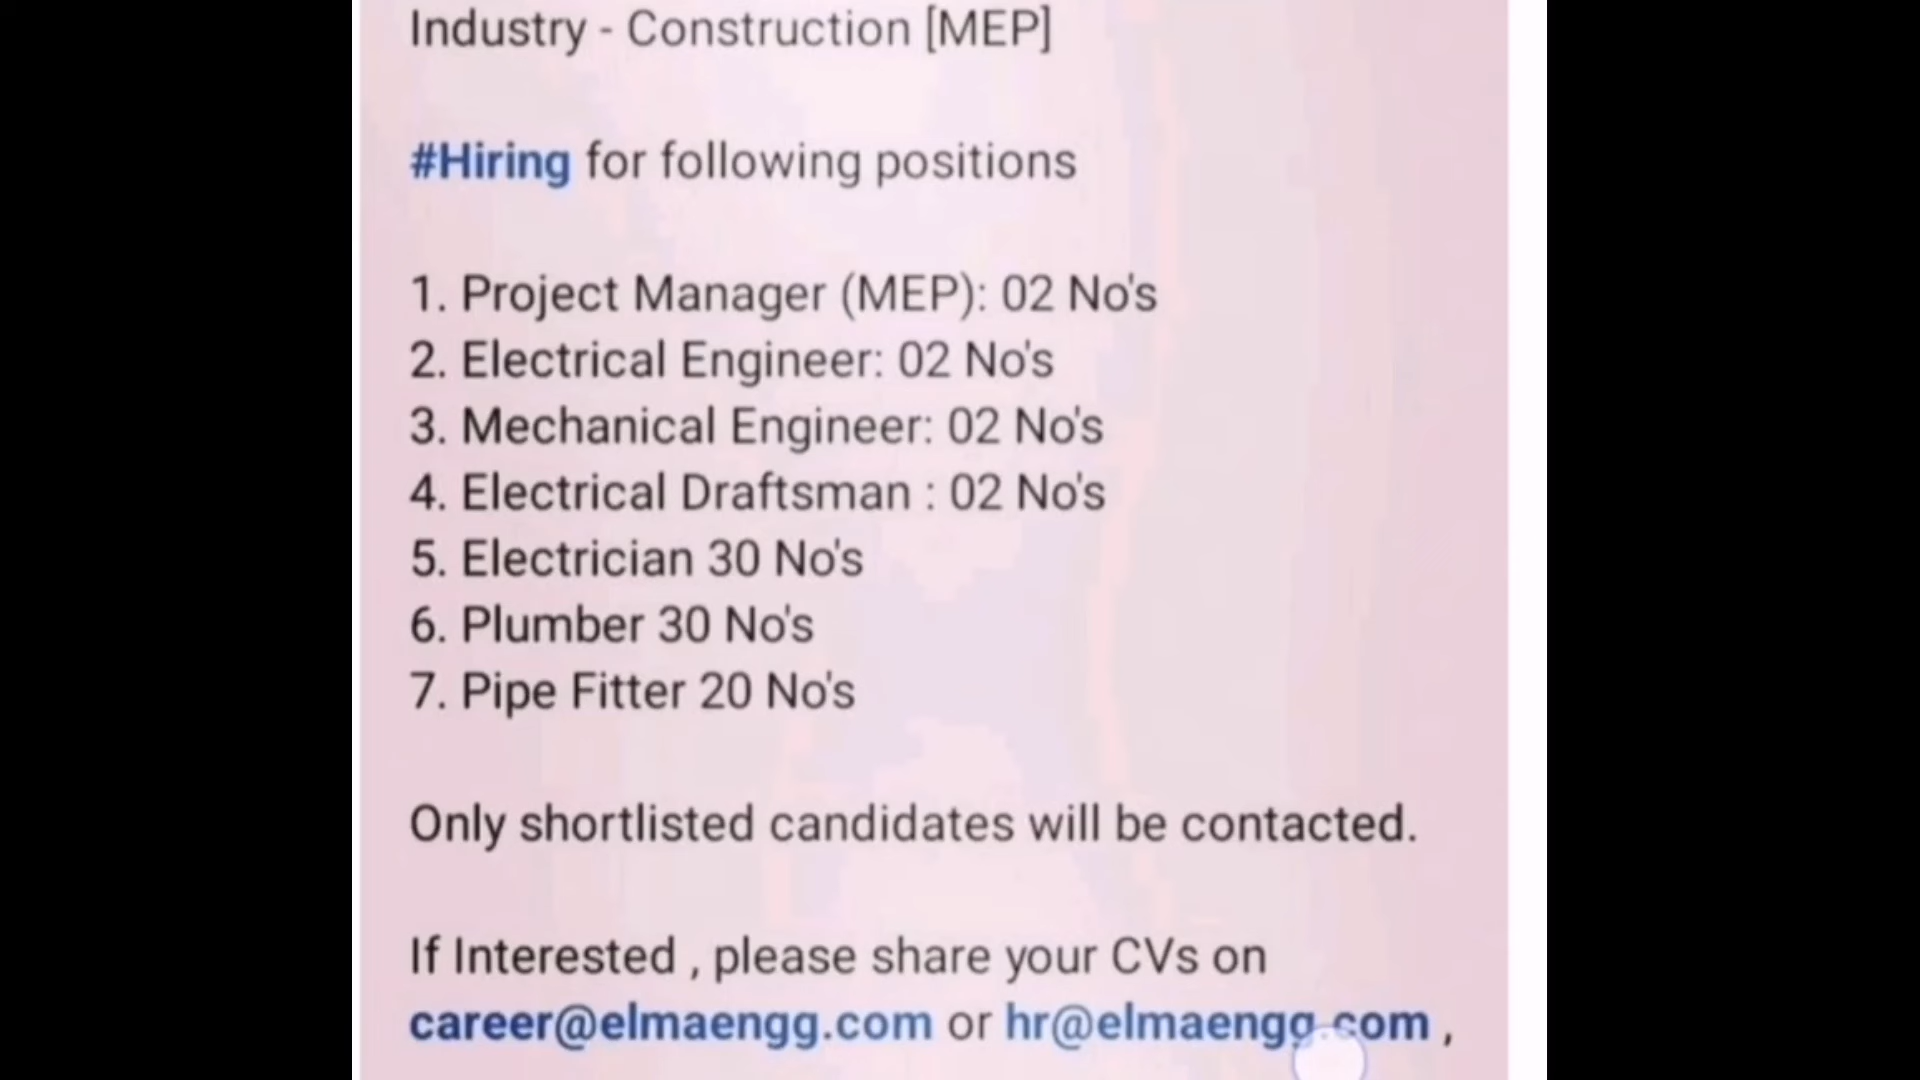 Industry - Construction [MEP]
#Hiring for following positions
1. Project Manager (MEP): 02 No's
2. Electrical Engineer: 02 No's
3. Mechanical Engineer: 02 No's
4. Electrical Draftsman : 02 No's
5. Electrician 30 No's
6. Plumber 30 No's
7. Pipe Fitter 20 No's
Only shortlisted candidates will be contacted.
If Interested , please share your CVs on
career@elmaengg.com or hr@elmaengg.com ,